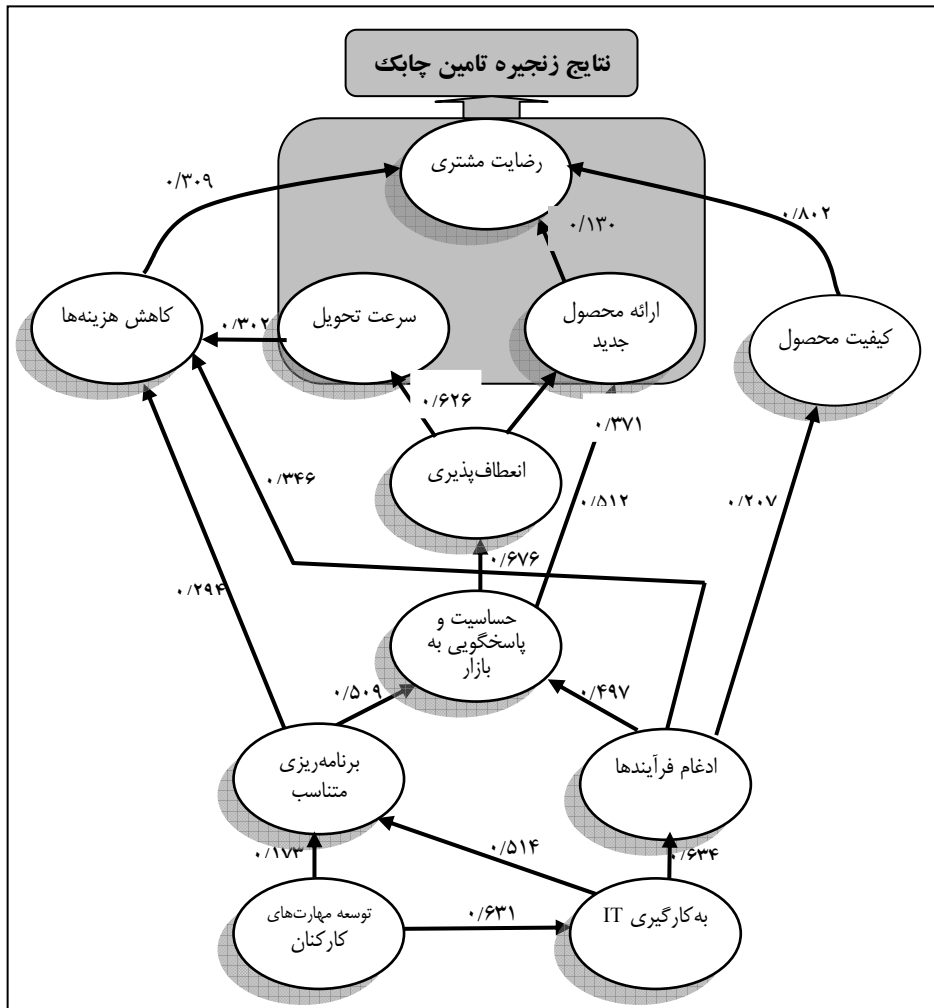 نتایج زنجیره تامین چابک
رضایت مشتری
۰/۳۰۹
۰/۸۰۲
۰/۱۳۰
کاهش هزینه‌ها
۰/۳۰۲
سرعت تحویل
ارائه محصول
جدید
کیفیت محصول
۰/۶۲۶
۰/۳۷۱
انعطاف‌پذیری
۰/۳۴۶
۰/۵۱۲
۰/۲۰۷
۰/۶۷۶
۰/۲۹۴
حساسیت و
پاسخگویی به
بازار
۰/۵۰۹
۰/۴۹۷
برنامه‌ریزی
متناسب
ادغام فرآیندها
۰/۱۷۳
۰/۵۱۴
۰/۶۳۴
توسعه مهارت‌های
کارکنان
۰/۶۳۱
به‌کارگیری IT